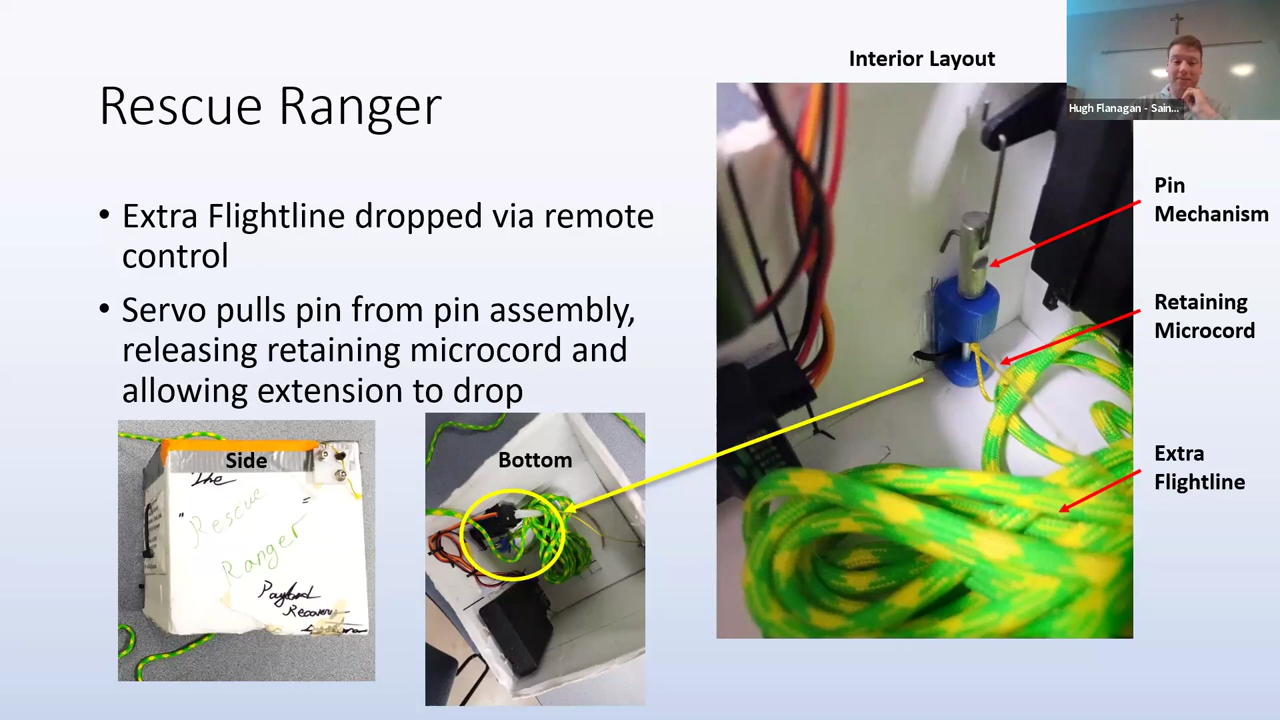 Interior Layout
Hugh Flanagan - Sain...
Rescue Ranger
• Extra Flightline dropped via remote
control
• Servo pulls pin from pin assembly,
releasing retaining microcord and
allowing extension to drop
Pin
Mechanism
Retaining
Microcord
Extra
Flightline
Side
The
"Rescue
Ranger"
Payload
Recovery
Bottom